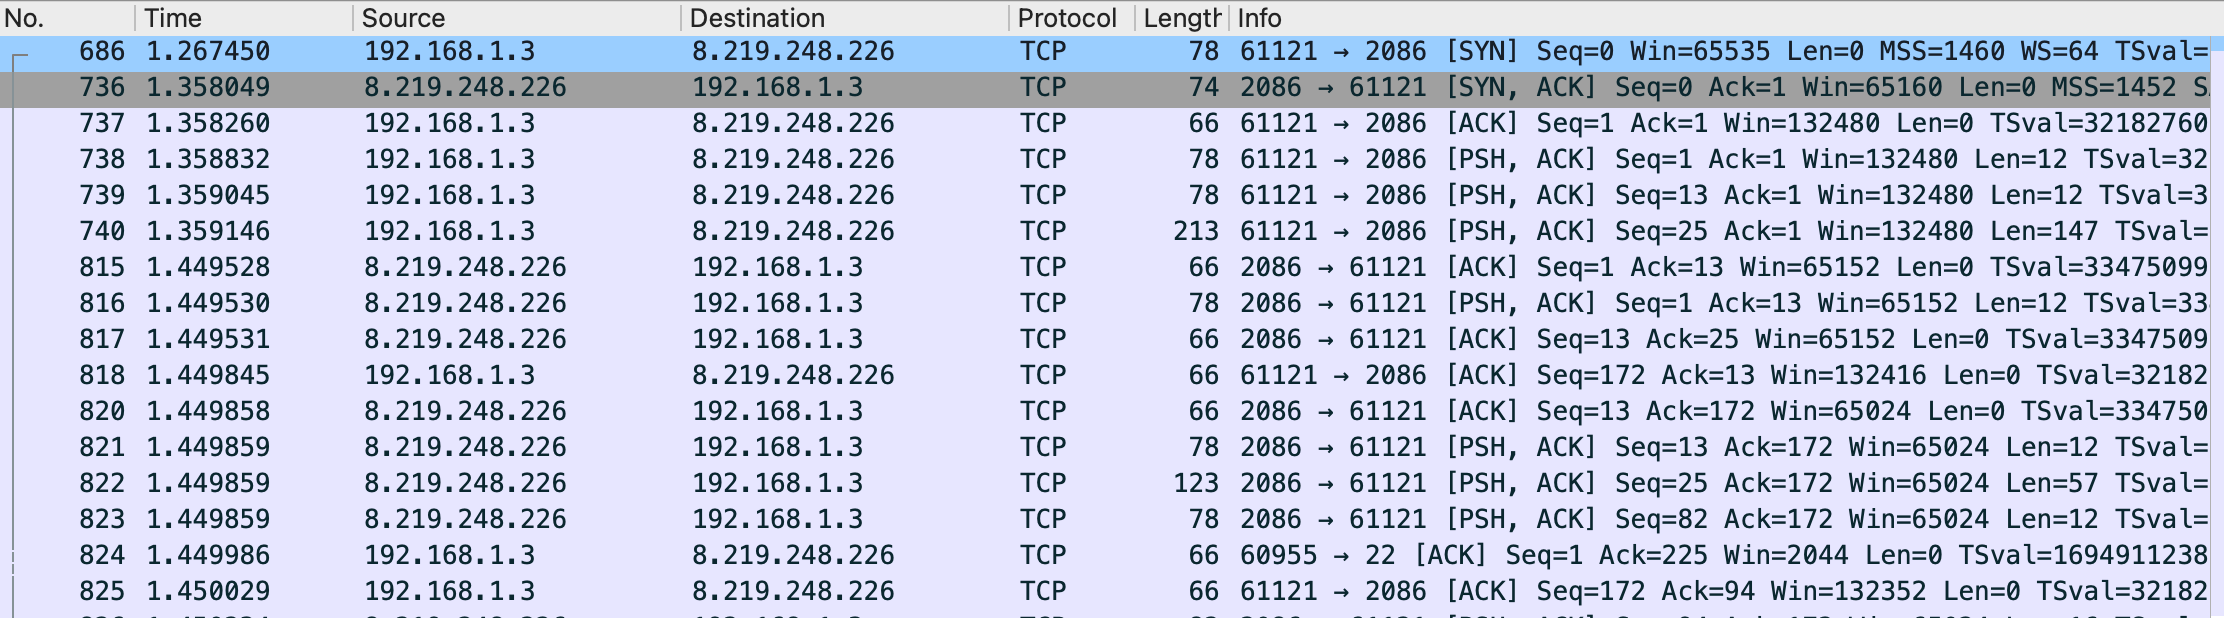 No. Time Source Destination Protocol Length Info
686 1.267450 192.168.1.3 8.219.248.226 TCP 78 61121 → 2086 [SYN] Seq=0 Win=65535 Len=0 MSS=1460 WS=64 TSval=
736 1.358049 8.219.248.226 192.168.1.3 TCP 74 2086 → 61121 [SYN, ACK] Seq=0 Ack=1 Win=65160 Len=0 MSS=1452 S
737 1.358260 192.168.1.3 8.219.248.226 TCP 66 61121 → 2086 [ACK] Seq=1 Ack=1 Win=132480 Len=0 TSval=32182760
738 1.358832 192.168.1.3 8.219.248.226 TCP 78 61121 → 2086 [PSH, ACK] Seq=1 Ack=1 Win=132480 Len=12 TSval=32
739 1.359045 192.168.1.3 8.219.248.226 TCP 78 61121 → 2086 [PSH, ACK] Seq=13 Ack=1 Win=132480 Len=12 TSval=3
740 1.359146 192.168.1.3 8.219.248.226 TCP 213 61121 → 2086 [PSH, ACK] Seq=25 Ack=1 Win=132480 Len=147 TSval=
815 1.449528 8.219.248.226 192.168.1.3 TCP 66 2086 → 61121 [ACK] Seq=1 Ack=13 Win=65152 Len=0 TSval=33475099
816 1.449530 8.219.248.226 192.168.1.3 TCP 78 2086 → 61121 [PSH, ACK] Seq=1 Ack=13 Win=65152 Len=12 TSval=33
817 1.449531 8.219.248.226 192.168.1.3 TCP 66 2086 → 61121 [ACK] Seq=13 Ack=25 Win=65152 Len=0 TSval=3347509
818 1.449845 192.168.1.3 8.219.248.226 TCP 66 61121 → 2086 [ACK] Seq=172 Ack=13 Win=132416 Len=0 TSval=32182
820 1.449858 8.219.248.226 192.168.1.3 TCP 66 2086 → 61121 [ACK] Seq=13 Ack=172 Win=65024 Len=0 TSval=334750
821 1.449859 8.219.248.226 192.168.1.3 TCP 78 2086 → 61121 [PSH, ACK] Seq=13 Ack=172 Win=65024 Len=12 TSval=
822 1.449859 8.219.248.226 192.168.1.3 TCP 123 2086 → 61121 [PSH, ACK] Seq=25 Ack=172 Win=65024 Len=57 TSval=
823 1.449859 8.219.248.226 192.168.1.3 TCP 78 2086 → 61121 [PSH, ACK] Seq=82 Ack=172 Win=65024 Len=12 TSval=
824 1.449986 192.168.1.3 8.219.248.226 TCP 66 60955 → 22 [ACK] Seq=1 Ack=225 Win=2044 Len=0 TSval=1694911238
825 1.450029 192.168.1.3 8.219.248.226 TCP 66 61121 → 2086 [ACK] Seq=172 Ack=94 Win=132352 Len=0 TSval=32182